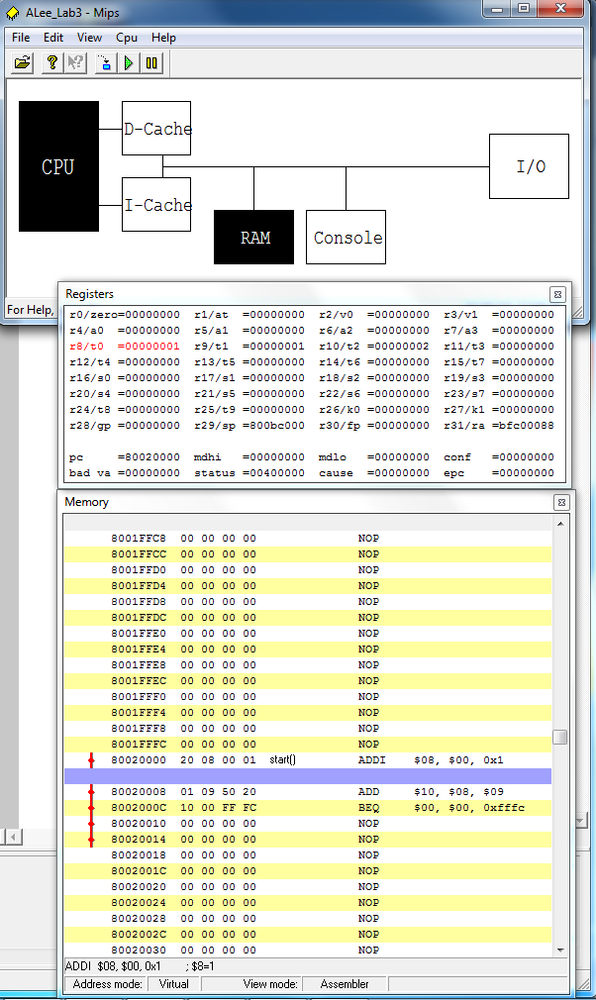 ALee_Lab3 - Mips
File Edit View Cpu Help
D-Cache
CPU
I/O
I-Cache
RAM Console
For Help,
Registers
r0/zero=00000000 r1/at =00000000 r2/v0 =00000000 r3/v1 =00000000
r4/a0 =00000000 r5/a1 =00000000 r6/a2 =00000000 r7/a3 =00000000
r8/t0 =00000001 r9/t1 =00000001 r10/t2 =00000002 r11/t3 =00000000
r12/t4 =00000000 r13/t5 =00000000 r14/t6 =00000000 r15/t7 =00000000
r16/s0 =00000000 r17/s1 =00000000 r18/s2 =00000000 r19/s3 =00000000
r20/s4 =00000000 r21/s5 =00000000 r22/s6 =00000000 r23/s7 =00000000
r24/t8 =00000000 r25/t9 =00000000 r26/k0 =00000000 r27/k1 =00000000
r28/gp =00000000 r29/sp =800bc000 r30/fp =00000000 r31/ra =bfc00088
pc =80020000 mdhi =00000000 mdlo =00000000 conf =00000000
bad va =00000000 status =00400000 cause =00000000 epc =00000000
Memory
8001FFC8 00 00 00 00 NOP
8001FFCC 00 00 00 00 NOP
8001FFD0 00 00 00 00 NOP
8001FFD4 00 00 00 00 NOP
8001FFD8 00 00 00 00 NOP
8001FFDC 00 00 00 00 NOP
8001FFE0 00 00 00 00 NOP
8001FFE4 00 00 00 00 NOP
8001FFE8 00 00 00 00 NOP
8001FFEC 00 00 00 00 NOP
8001FFF0 00 00 00 00 NOP
8001FFF4 00 00 00 00 NOP
8001FFF8 00 00 00 00 NOP
8001FFFC 00 00 00 00 NOP
80020000 20 08 00 01 start() ADDI $08, $00, 0x1
80020008 01 09 50 20 ADD $10, $08, $09
8002000C 10 00 FF FC BEQ $00, $00, 0xfffc
80020010 00 00 00 00 NOP
80020014 00 00 00 00 NOP
80020018 00 00 00 00 NOP
8002001C 00 00 00 00 NOP
80020020 00 00 00 00 NOP
80020024 00 00 00 00 NOP
80020028 00 00 00 00 NOP
8002002C 00 00 00 00 NOP
80020030 00 00 00 00 NOP
ADDI $08, $00, 0x1 ; $8=1
Address mode: Virtual View mode: Assembler